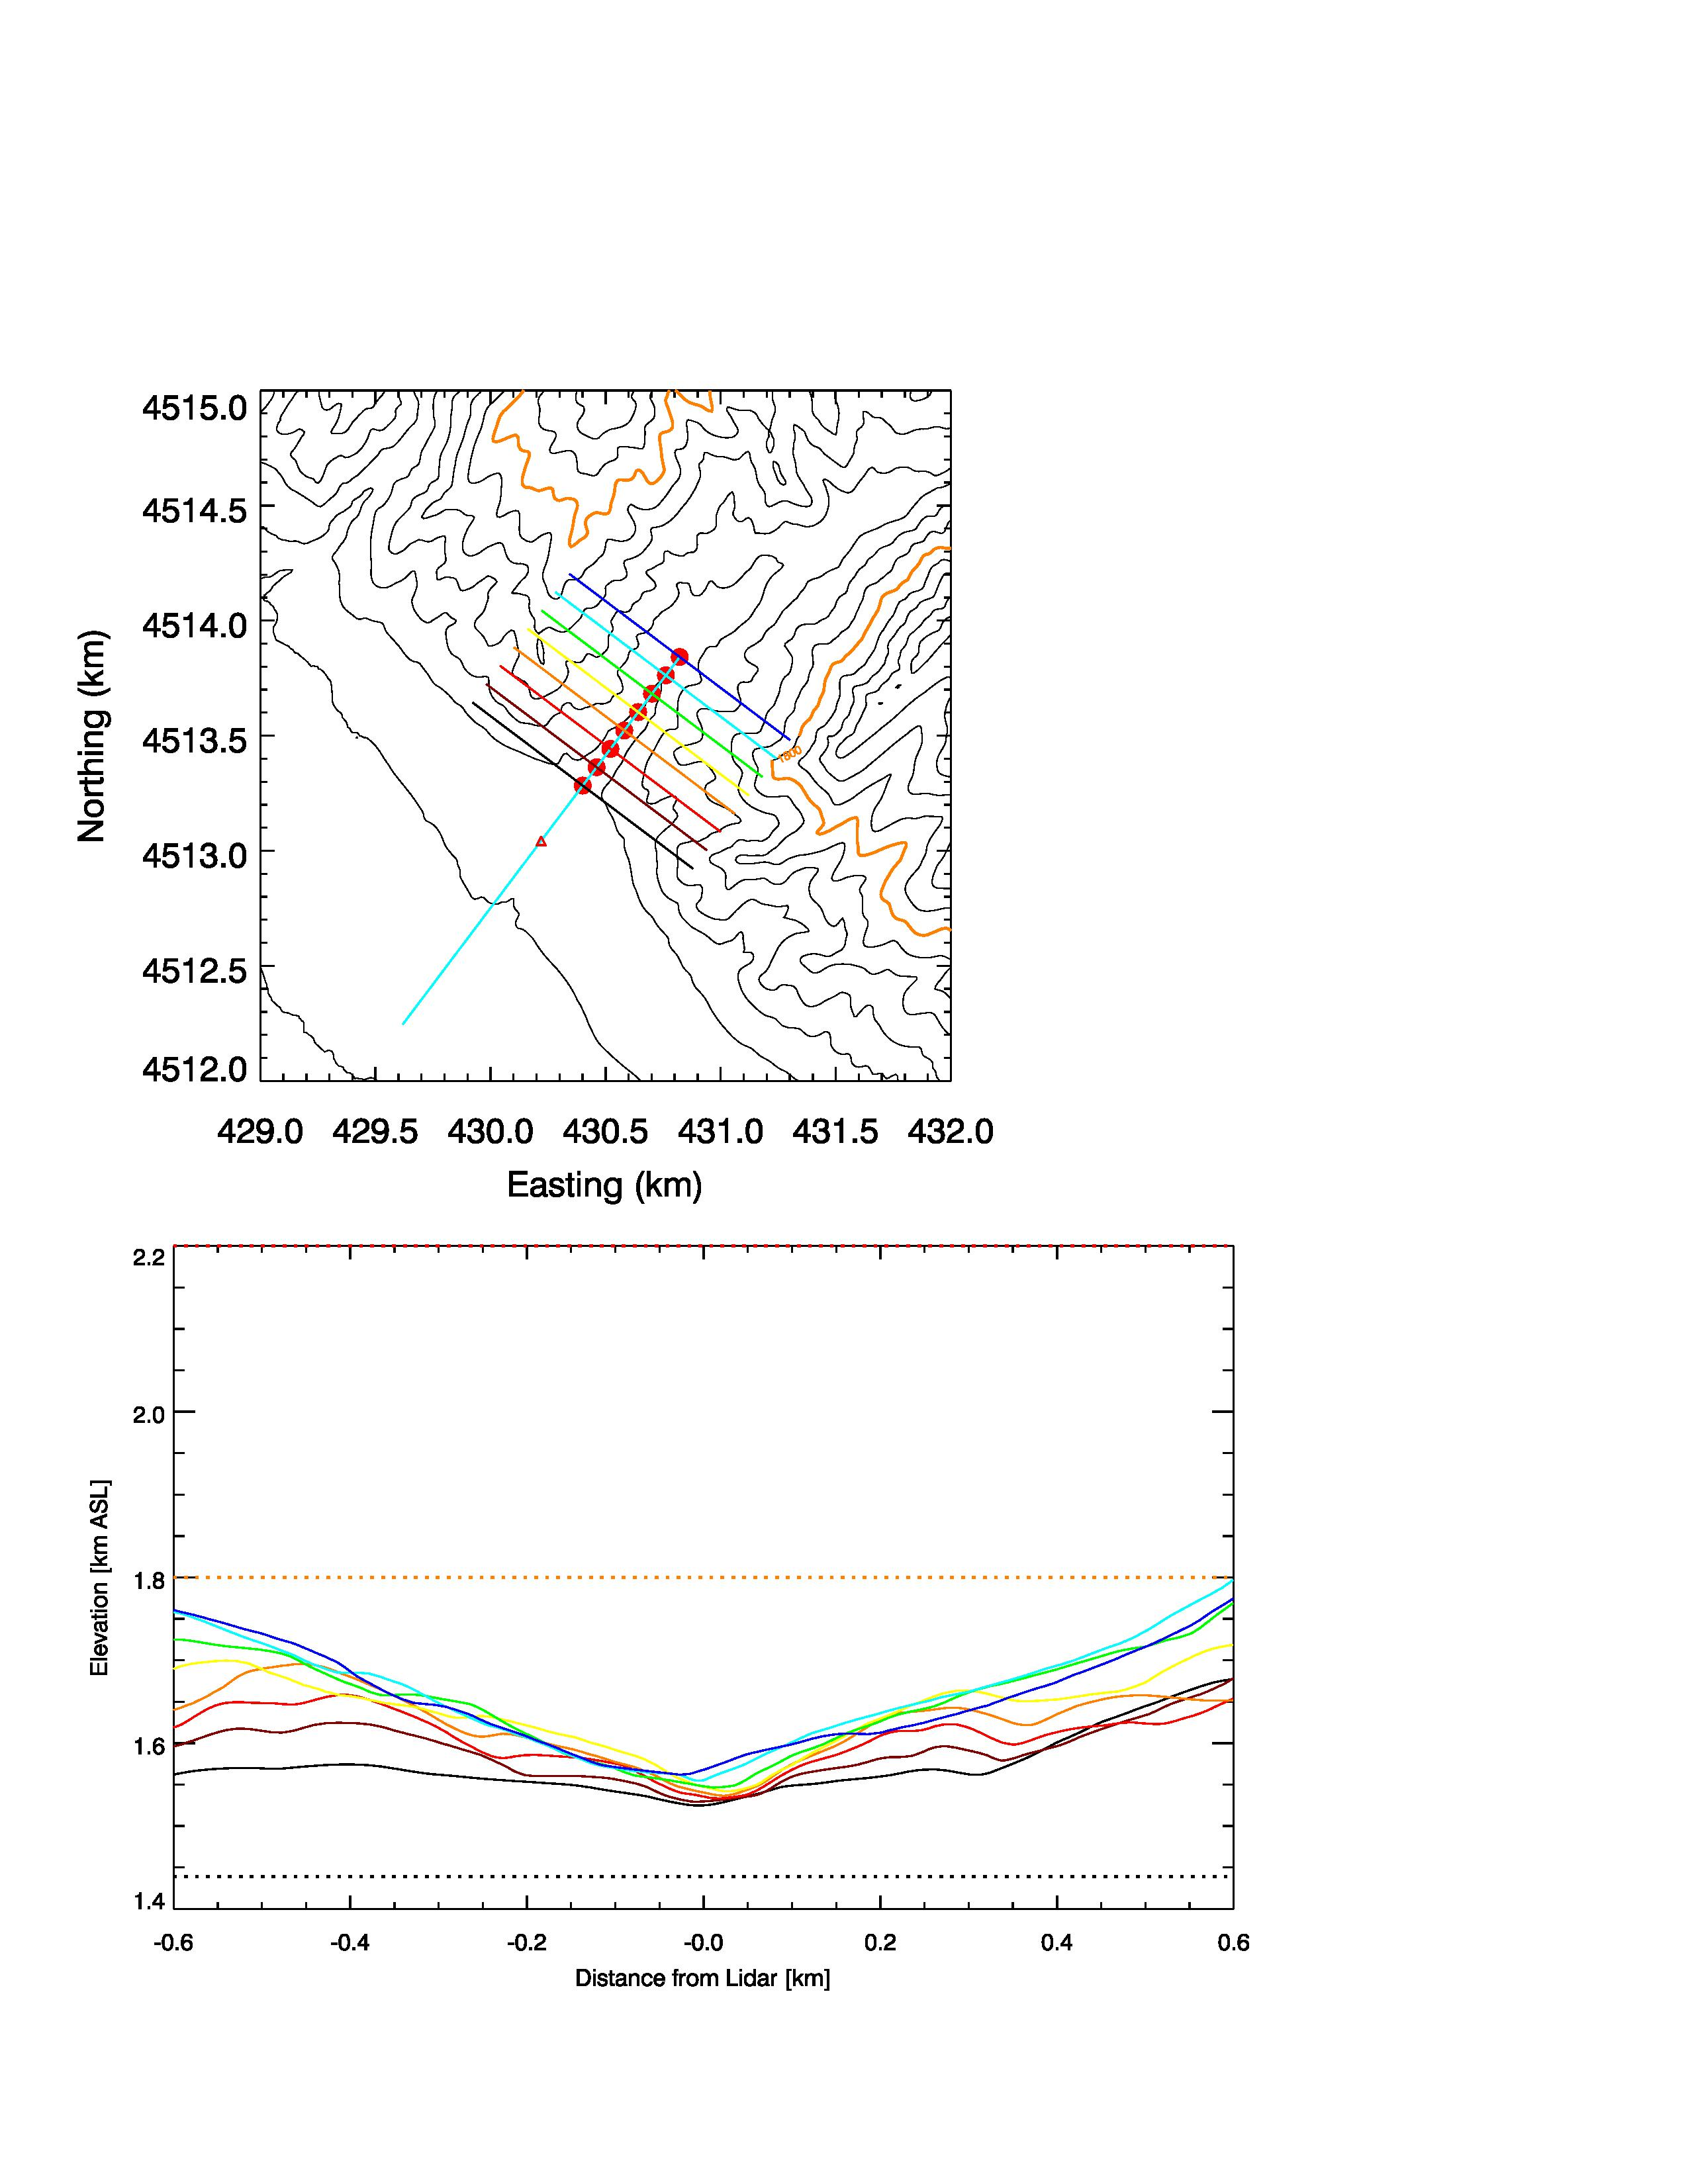 4515.0
4514.5
4514.0
4513.5
4513.0
4512.5
4512.0
Northing (km)
1800
429.0 429.5 430.0 430.5 431.0 431.5 432.0
Easting (km)
2.2
2.0
1.8
1.6
1.4
Elevation [km ASL]
-0.6 -0.4 -0.2 -0.0 0.2 0.4 0.6
Distance from Lidar [km]